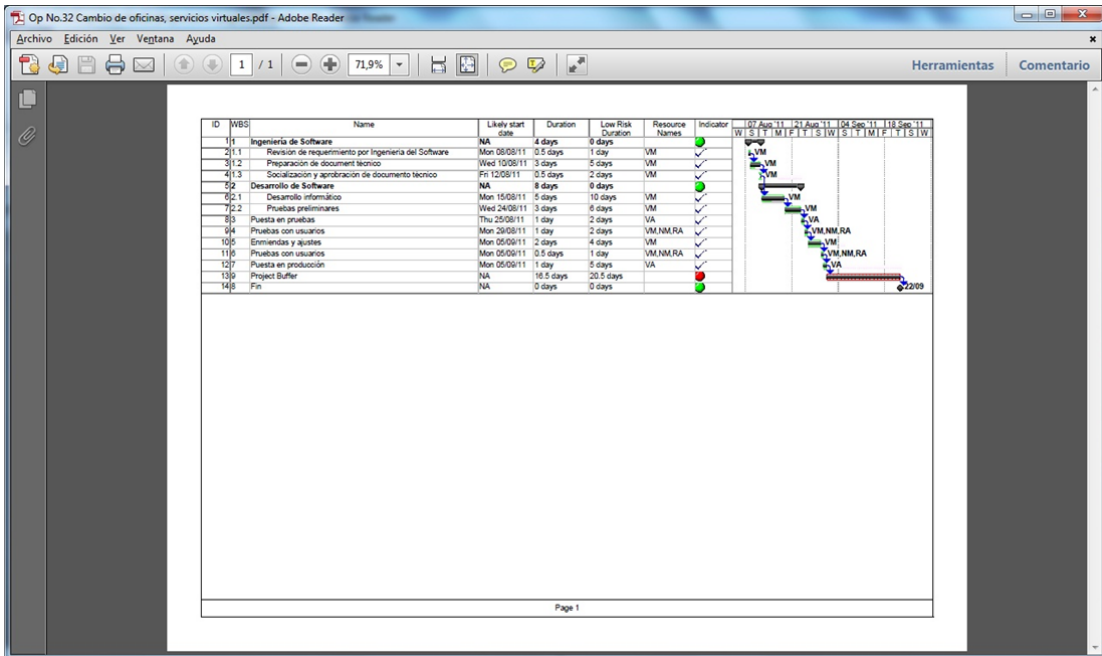 Op No.32 Cambio de oficinas, servicios virtuales.pdf - Adobe Reader
Archivo Edición Ver Ventana Ayuda
1 / 1 71,9% Herramientas Comentario
ID WBS Name Likely start date Duration Low Risk Duration Resource Names Indicator 07 Aug '11 21 Aug '11 04 Sep '11 18 Sep '11
W S T M F T S W S T M F T S W
1 1 Ingeniería de Software NA 4 days 0 days
2 1.1 Revisión de requerimiento por Ingenieria del Software Mon 08/08/11 0.5 days 1 day VM VM
3 1.2 Preparación de document técnico Wed 10/08/11 3 days 5 days VM VM
4 1.3 Socialización y aprobración de documento técnico Fri 12/08/11 0.5 days 2 days VM VM
5 2 Desarrollo de Software NA 8 days 0 days
6 2.1 Desarrollo informático Mon 15/08/11 5 days 10 days VM VM
7 2.2 Pruebas preliminares Wed 24/08/11 3 days 6 days VM VM
8 3 Puesta en pruebas Thu 25/08/11 1 day 2 days VA VA
9 4 Pruebas con usuarios Mon 29/08/11 1 day 2 days VM,NM,RA VM,NM,RA
10 5 Enmiendas y ajustes Mon 05/09/11 2 days 4 days VM VM
11 6 Pruebas con usuarios Mon 05/09/11 0.5 days 1 day VM,NM,RA VM,NM,RA
12 7 Puesta en producción Mon 05/09/11 1 day 5 days VA VA
13 9 Project Buffer NA 16.5 days 20.5 days
14 8 Fin NA 0 days 0 days 22/09
Page 1